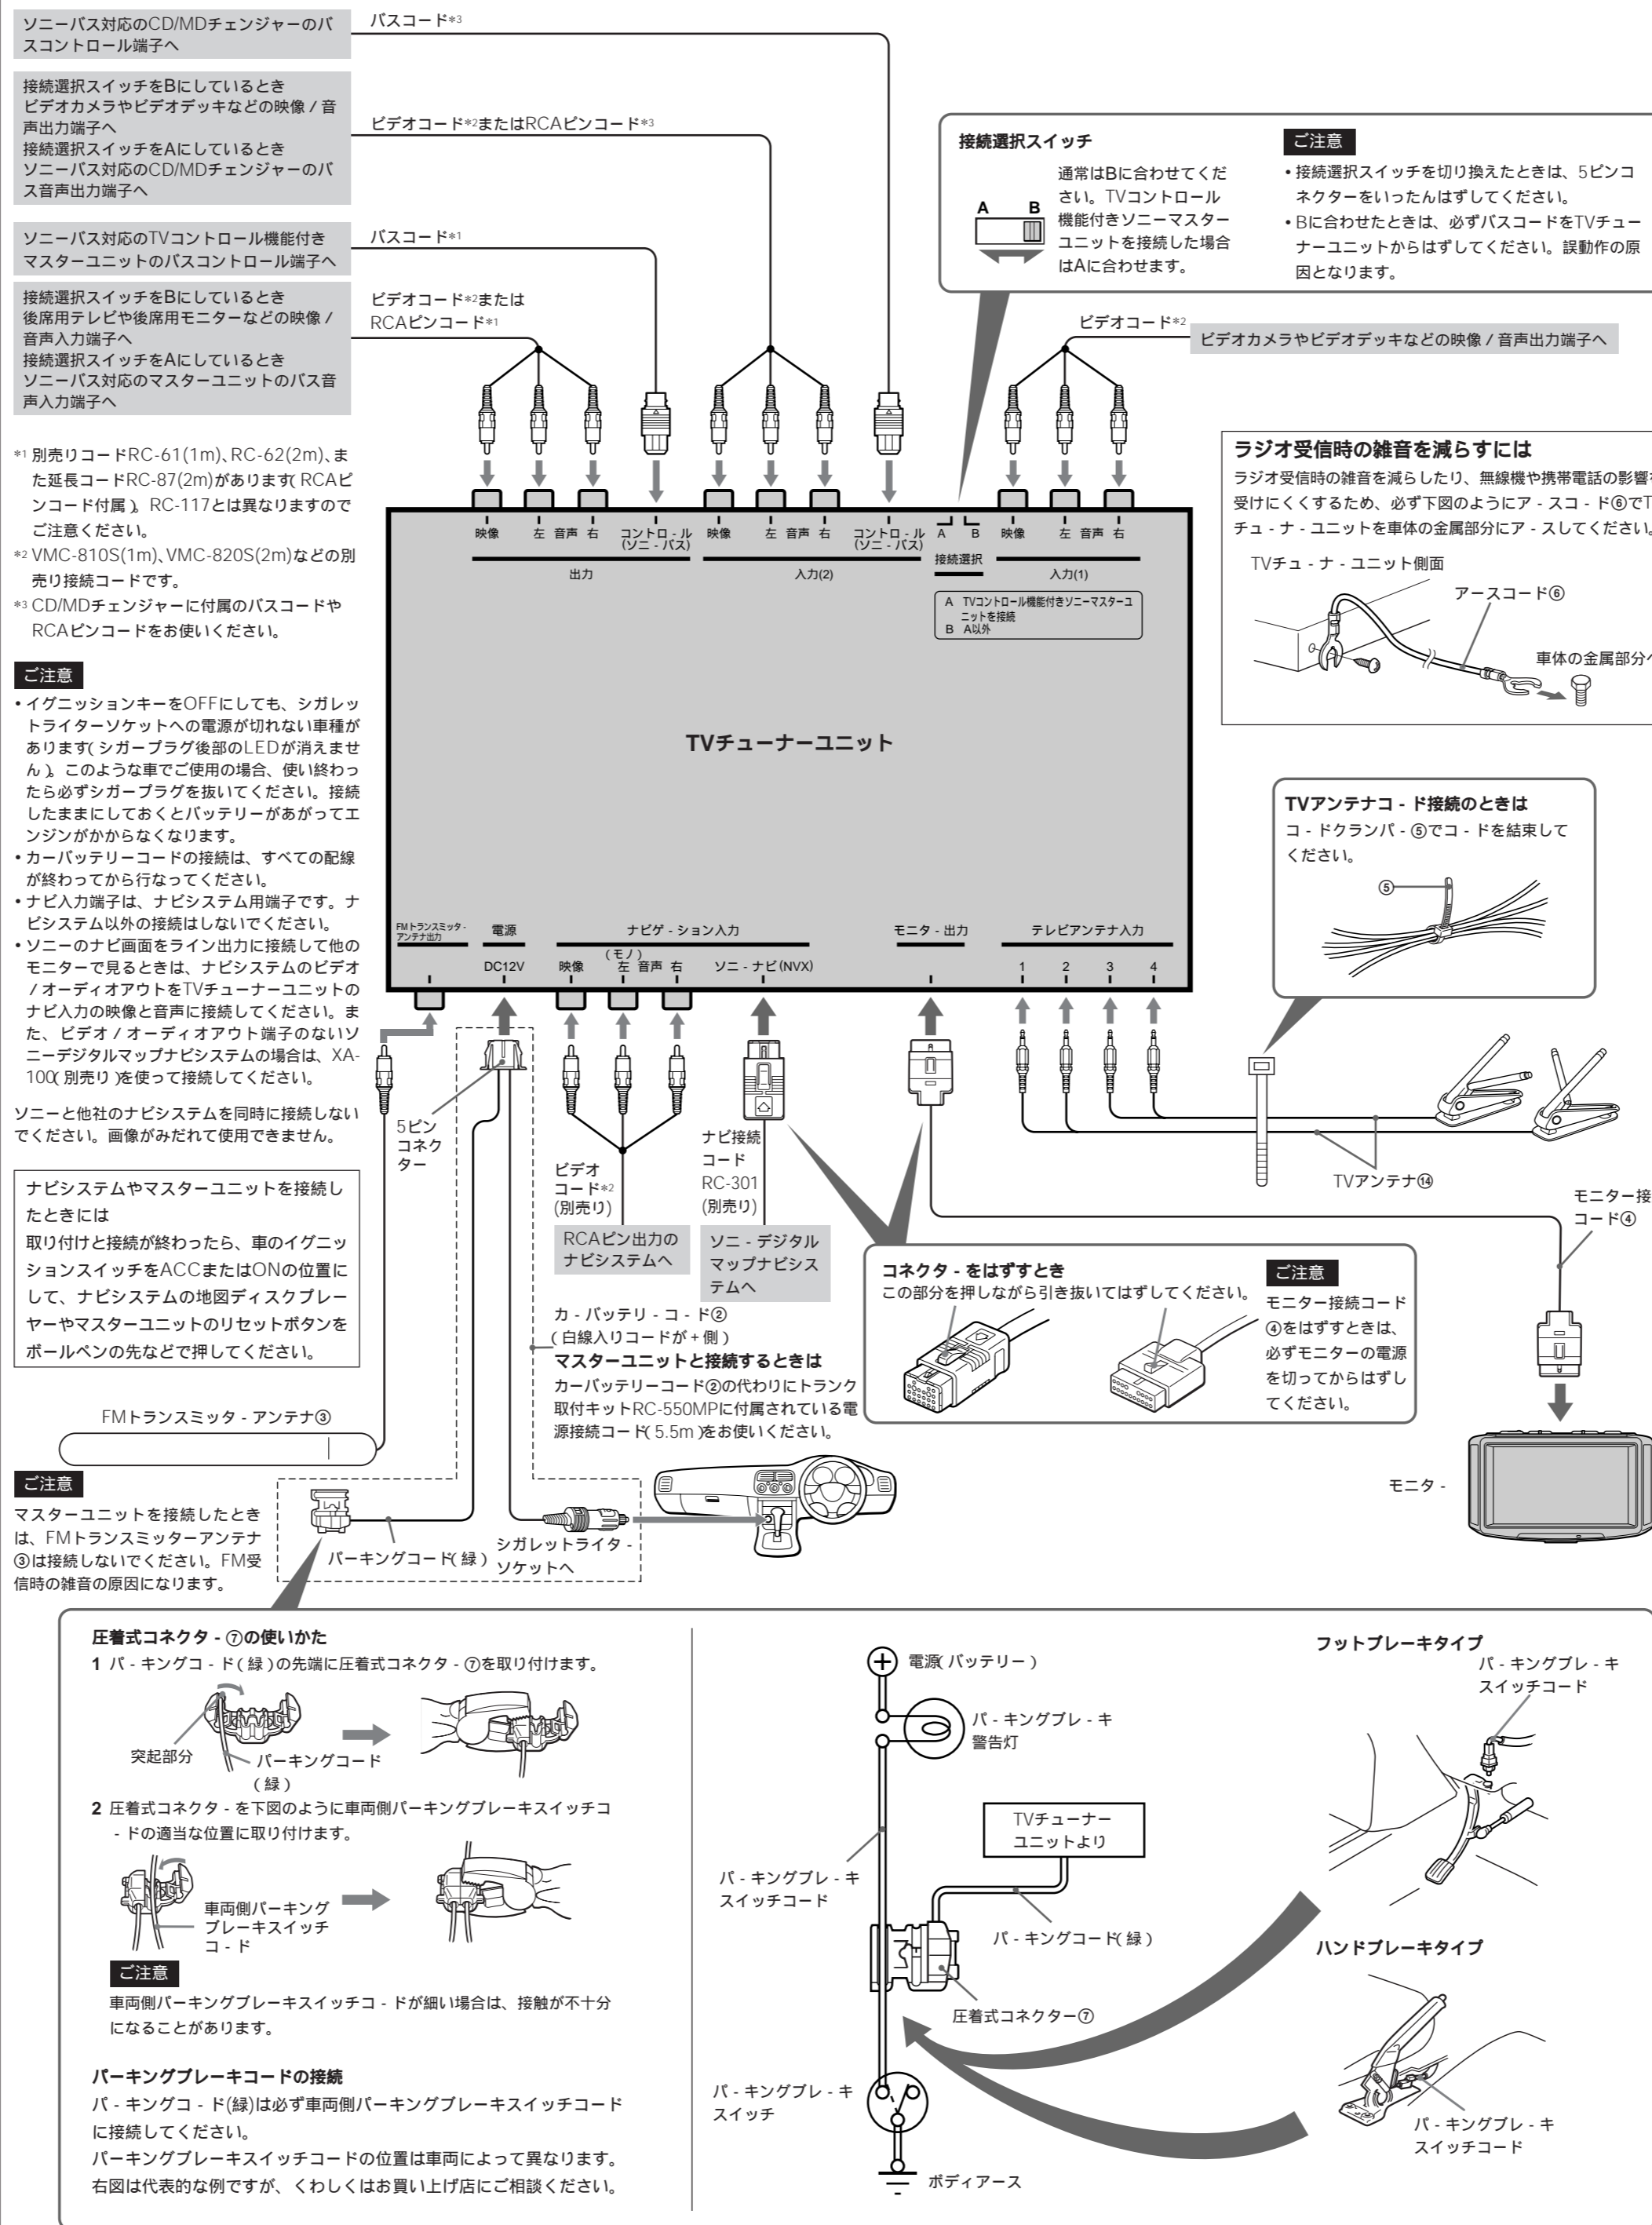 ソニーバス対応のCD/MDチェンジャーのバ
スコントロール端子へ
バスコード*3
接続選択スイッチをBにしているとき
ビデオカメラやビデオデッキなどの映像 / 音
声出力端子へ
接続選択スイッチをAにしているとき
ソニーバス対応のCD/MDチェンジャーのバ
ス音声出力端子へ
ビデオコード*2またはRCAピンコード*3
ソニーバス対応のTVコントロール機能付き
マスターユニットのバスコントロール端子へ
バスコード*1
接続選択スイッチをBにしているとき
後席用テレビや後席用モニターなどの映像 /
音声入力端子へ
接続選択スイッチをAにしているとき
ソニーバス対応のマスターユニットのバス音
声入力端子へ
ビデオコード*2または
RCAピンコード*1
接続選択スイッチ
A B
通常はBに合わせてくだ
さい。TVコントロール
機能付きソニーマスター
ユニットを接続した場合
はAに合わせます。
ご注意
• 接続選択スイッチを切り換えたときは、5ピンコ
ネクターをいったんはずしてください。
• Bに合わせたときは、必ずバスコードをTVチュー
ナーユニットからはずしてください。誤動作の原
因となります。
ビデオコード*2
ビデオカメラやビデオデッキなどの映像 / 音声出力端子へ
*1 別売りコードRC-61(1m)、RC-62(2m)、ま
た延長コードRC-87(2m)があります( RCAピ
ンコード付属 )。RC-117とは異なりますので
ご注意ください。
*2 VMC-810S(1m)、VMC-820S(2m)などの別
売り接続コードです。
*3 CD/MDチェンジャーに付属のバスコードや
RCAピンコードをお使いください。
ご注意
• イグニッションキーをOFFにしても、シガレッ
トライターソケットへの電源が切れない車種が
あります( シガープラグ後部のLEDが消えませ
ん )。このような車でご使用の場合、使い終わっ
たら必ずシガープラグを抜いてください。接続
したままにしておくとバッテリーがあがってエ
ンジンがかからなくなります。
• カーバッテリーコードの接続は、すべての配線
が終わってから行なってください。
• ナビ入力端子は、ナビシステム用端子です。ナ
ビシステム以外の接続はしないでください。
• ソニーのナビ画面をライン出力に接続して他の
モニターで見るときは、ナビシステムのビデオ
/ オーディオアウトをTVチューナーユニットの
ナビ入力の映像と音声に接続してください。ま
た、ビデオ / オーディオアウト端子のないソ
ニーデジタルマップナビシステムの場合は、XA-
100( 別売り )を使って接続してください。
ソニーと他社のナビシステムを同時に接続しない
でください。画像がみだれて使用できません。
ナビシステムやマスターユニットを接続し
たときには
取り付けと接続が終わったら、車のイグニッ
ションスイッチをACCまたはONの位置に
して、ナビシステムの地図ディスクプレー
ヤーやマスターユニットのリセットボタンを
ボールペンの先などで押してください。
映像 左 音声 右 コントロ - ル
(ソニ - バス)
出力
映像 左 音声 右 コントロ - ル
(ソニ - バス)
入力(2)
A B
接続選択
映像 左 音声 右
入力(1)
A TVコントロール機能付きソニーマスターユ
ニットを接続
B A以外
TVチューナーユニット
FMトランスミッタ -
アンテナ出力
電源
DC12V
ナビゲ - ション入力
映像 (モノ)
左 音声 右 ソニ - ナビ(NVX)
モニタ - 出力
テレビアンテナ入力
1 2 3 4
ラジオ受信時の雑音を減らすには
ラジオ受信時の雑音を減らしたり、無線機や携帯電話の影響
受けにくくするため、必ず下図のようにア - スコ - ド⑥でT
チュ - ナ - ユニットを車体の金属部分にア - スしてください。
TVチュ - ナ - ユニット側面
アースコード⑥
車体の金属部分へ
TVアンテナコ - ド接続のときは
コ - ドクランパ - ⑤でコ - ドを結束して
ください。
⑤
TVアンテナ⑭
モニター接
コード④
5ピン
コネク
ター
ビデオ
コード*2
(別売り)
RCAピン出力の
ナビシステムへ
ナビ接続
コード
RC-301
(別売り)
ソニ - デジタル
マップナビシス
テムへ
コネクタ - をはずすとき
この部分を押しながら引き抜いてはずしてください。
ご注意
モニター接続コード
④をはずすときは、
必ずモニターの電源
を切ってからはずし
てください。
カ - バッテリ - コ - ド②
( 白線入りコードが + 側 )
マスターユニットと接続するときは
カーバッテリーコード②の代わりにトランク
取付キットRC-550MPに付属されている電
源接続コード( 5.5m )をお使いください。
モニタ -
FMトランスミッタ - アンテナ③
ご注意
マスターユニットを接続したとき
は、FMトランスミッターアンテナ
③は接続しないでください。FM受
信時の雑音の原因になります。
パーキングコード( 緑 )
シガレットライタ -
ソケットへ
圧着式コネクタ - ⑦の使いかた
1 パ - キングコ - ド( 緑 )の先端に圧着式コネクタ - ⑦を取り付けます。
突起部分
パーキングコード
( 緑 )
2 圧着式コネクタ - を下図のように車両側パーキングブレーキスイッチコ
- ドの適当な位置に取り付けます。
車両側パーキング
ブレーキスイッチ
コ - ド
ご注意
車両側パーキングブレーキスイッチコ - ドが細い場合は、接触が不十分
になることがあります。
パーキングブレーキコードの接続
パ - キングコ - ド(緑)は必ず車両側パーキングブレーキスイッチコード
に接続してください。
パーキングブレーキスイッチコードの位置は車両によって異なります。
右図は代表的な例ですが、くわしくはお買い上げ店にご相談ください。
電源( バッテリー )
パ - キングブレ - キ
警告灯
TVチューナー
ユニットより
パ - キングブレ - キ
スイッチコード
パ - キングコード( 緑 )
圧着式コネクター⑦
パ - キングブレ - キ
スイッチ
ボディアース
フットブレーキタイプ
パ - キングブレ - キ
スイッチコード
ハンドブレーキタイプ
パ - キングブレ - キ
スイッチコード